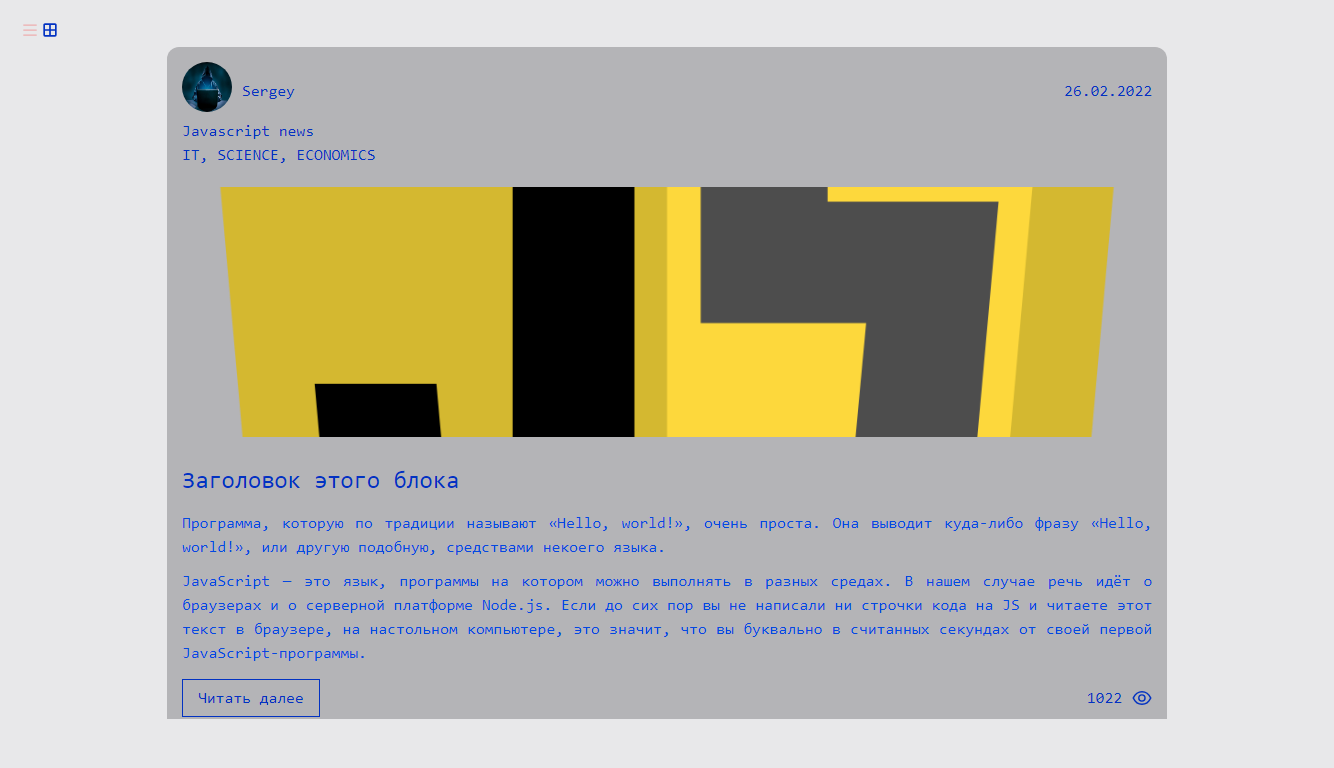 Sergey
26.02.2022
Javascript news
IT, SCIENCE, ECONOMICS
Заголовок этого блока
Программа, которую по традиции называют «Hello, world!», очень проста. Она выводит куда-либо фразу «Hello,
world!», или другую подобную, средствами некоего языка.
JavaScript — это язык, программы на котором можно выполнять в разных средах. В нашем случае речь идёт о
браузерах и о серверной платформе Node.js. Если до сих пор вы не написали ни строчки кода на JS и читаете этот
текст в браузере, на настольном компьютере, это значит, что вы буквально в считанных секундах от своей первой
JavaScript-программы.
Читать далее
1022